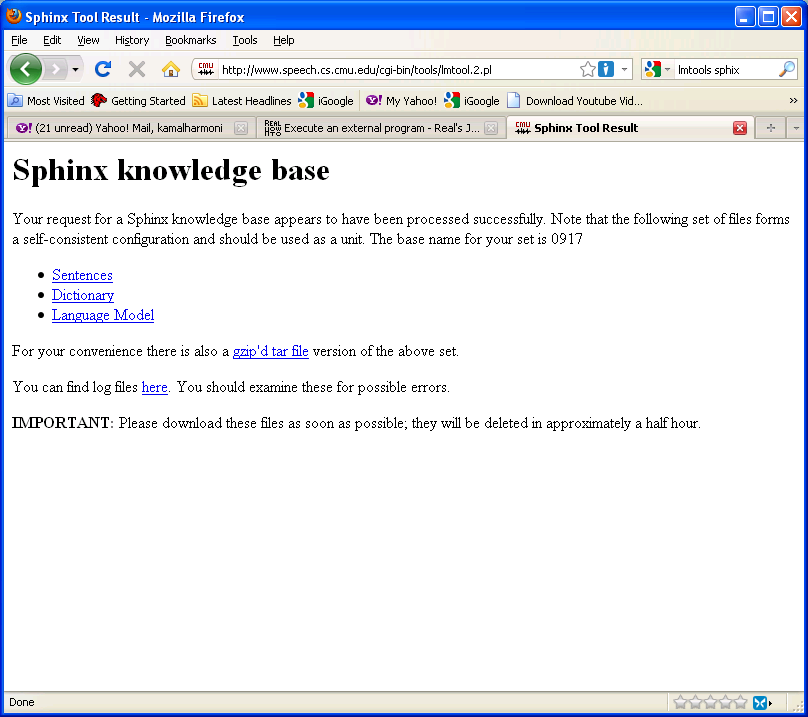 Sphinx Tool Result - Mozilla Firefox
File Edit View History Bookmarks Tools Help
CMU http://www.speech.cs.cmu.edu/cgi-bin/tools/lmtool.2.pl lmtools sphix
Most Visited Getting Started Latest Headlines iGoogle My Yahoo! iGoogle Download Youtube Vid... »
(21 unread) Yahoo! Mail, kamalharmoni REAL HOW TO Execute an external program - Real's J... CMU Sphinx Tool Result
Sphinx knowledge base
Your request for a Sphinx knowledge base appears to have been processed successfully. Note that the following set of files forms
a self-consistent configuration and should be used as a unit. The base name for your set is 0917
• Sentences
• Dictionary
• Language Model
For your convenience there is also a gzip'd tar file version of the above set.
You can find log files here. You should examine these for possible errors.
IMPORTANT: Please download these files as soon as possible; they will be deleted in approximately a half hour.
Done